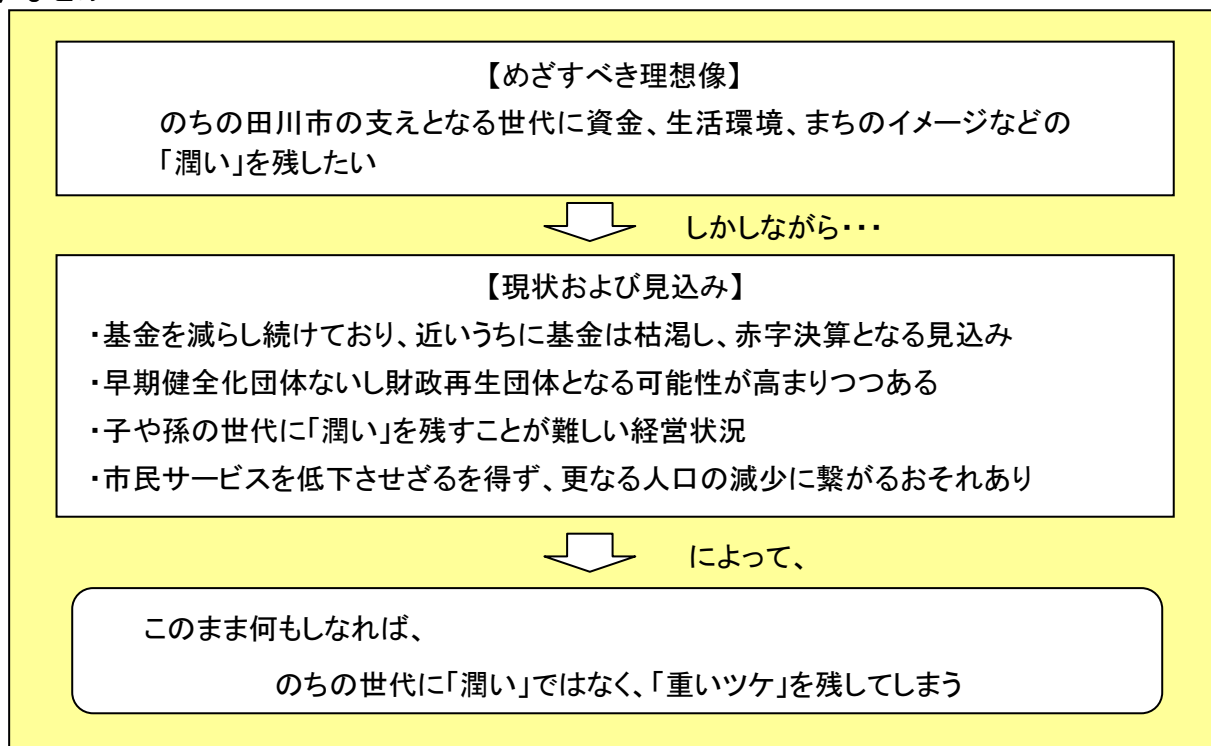 【めざすべき理想像】
のちの田川市の支えとなる世代に資金、生活環境、まちのイメージなどの
「潤い」を残したい
しかしながら・・・
【現状および見込み】
・基金を減らし続けており、近いうちに基金は枯渇し、赤字決算となる見込み
・早期健全化団体ないし財政再生団体となる可能性が高まりつつある
・子や孫の世代に「潤い」を残すことが難しい経営状況
・市民サービスを低下させざるを得ず、更なる人口の減少に繋がるおそれあり
によって、
このまま何もしなれば、
のちの世代に「潤い」ではなく、「重いツケ」を残してしまう